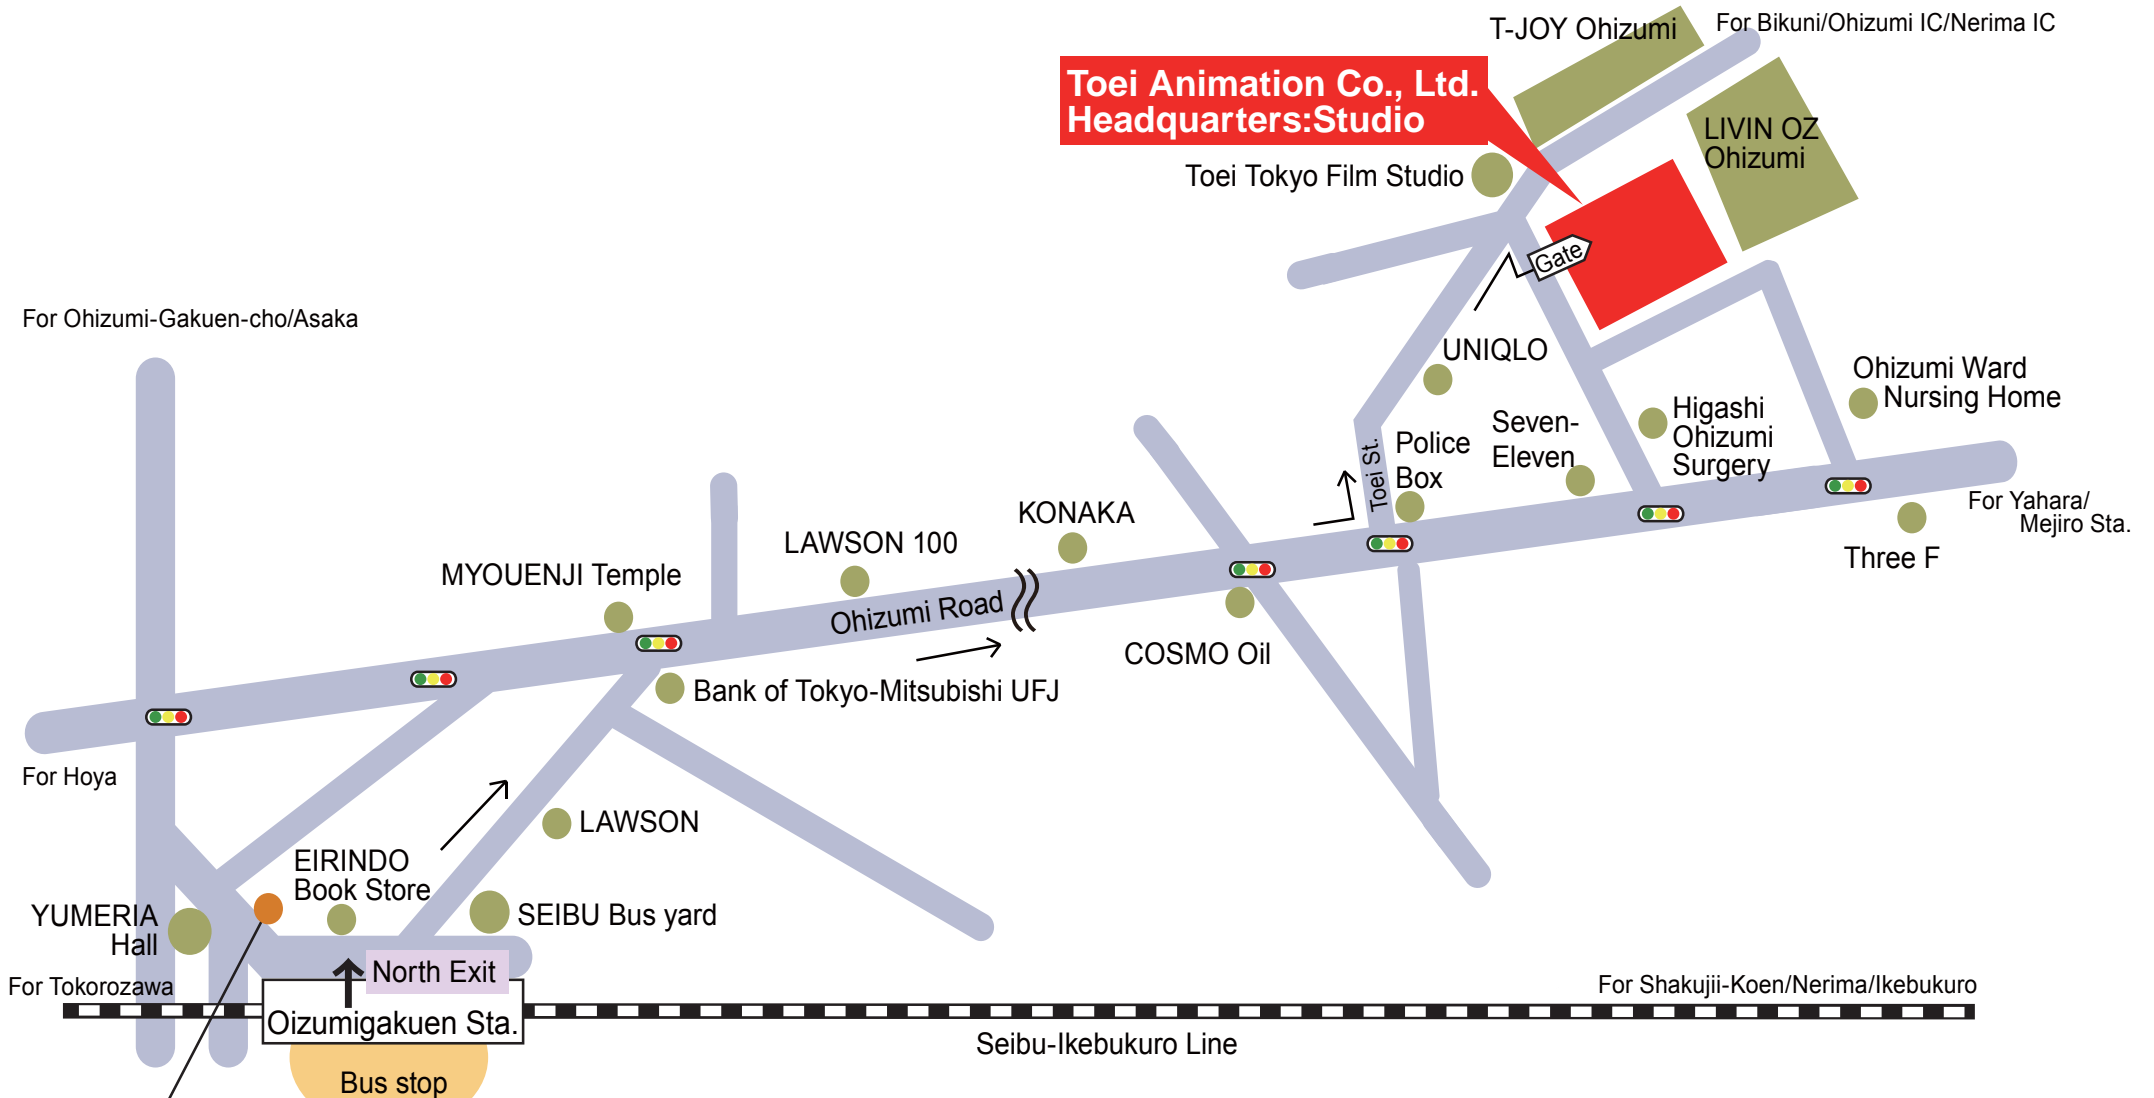 T-JOY Ohizumi
For Bikuni/Ohizumi IC/Nerima IC
Toei Animation Co., Ltd.
Headquarters:Studio
LIVIN OZ
Ohizumi
Toei Tokyo Film Studio
Gate
For Ohizumi-Gakuen-cho/Asaka
UNIQLO
Ohizumi Ward
Nursing Home
Higashi
Ohizumi
Surgery
Seven-
Eleven
Police
Box
Toei St.
For Yahara/
Mejiro Sta.
KONAKA
LAWSON 100
Three F
MYOUENJI Temple
Ohizumi Road
COSMO Oil
Bank of Tokyo-Mitsubishi UFJ
For Hoya
LAWSON
EIRINDO
Book Store
YUMERIA
Hall
SEIBU Bus yard
North Exit
For Tokorozawa
For Shakujii-Koen/Nerima/Ikebukuro
Oizumigakuen Sta.
Seibu-Ikebukuro Line
Bus stop